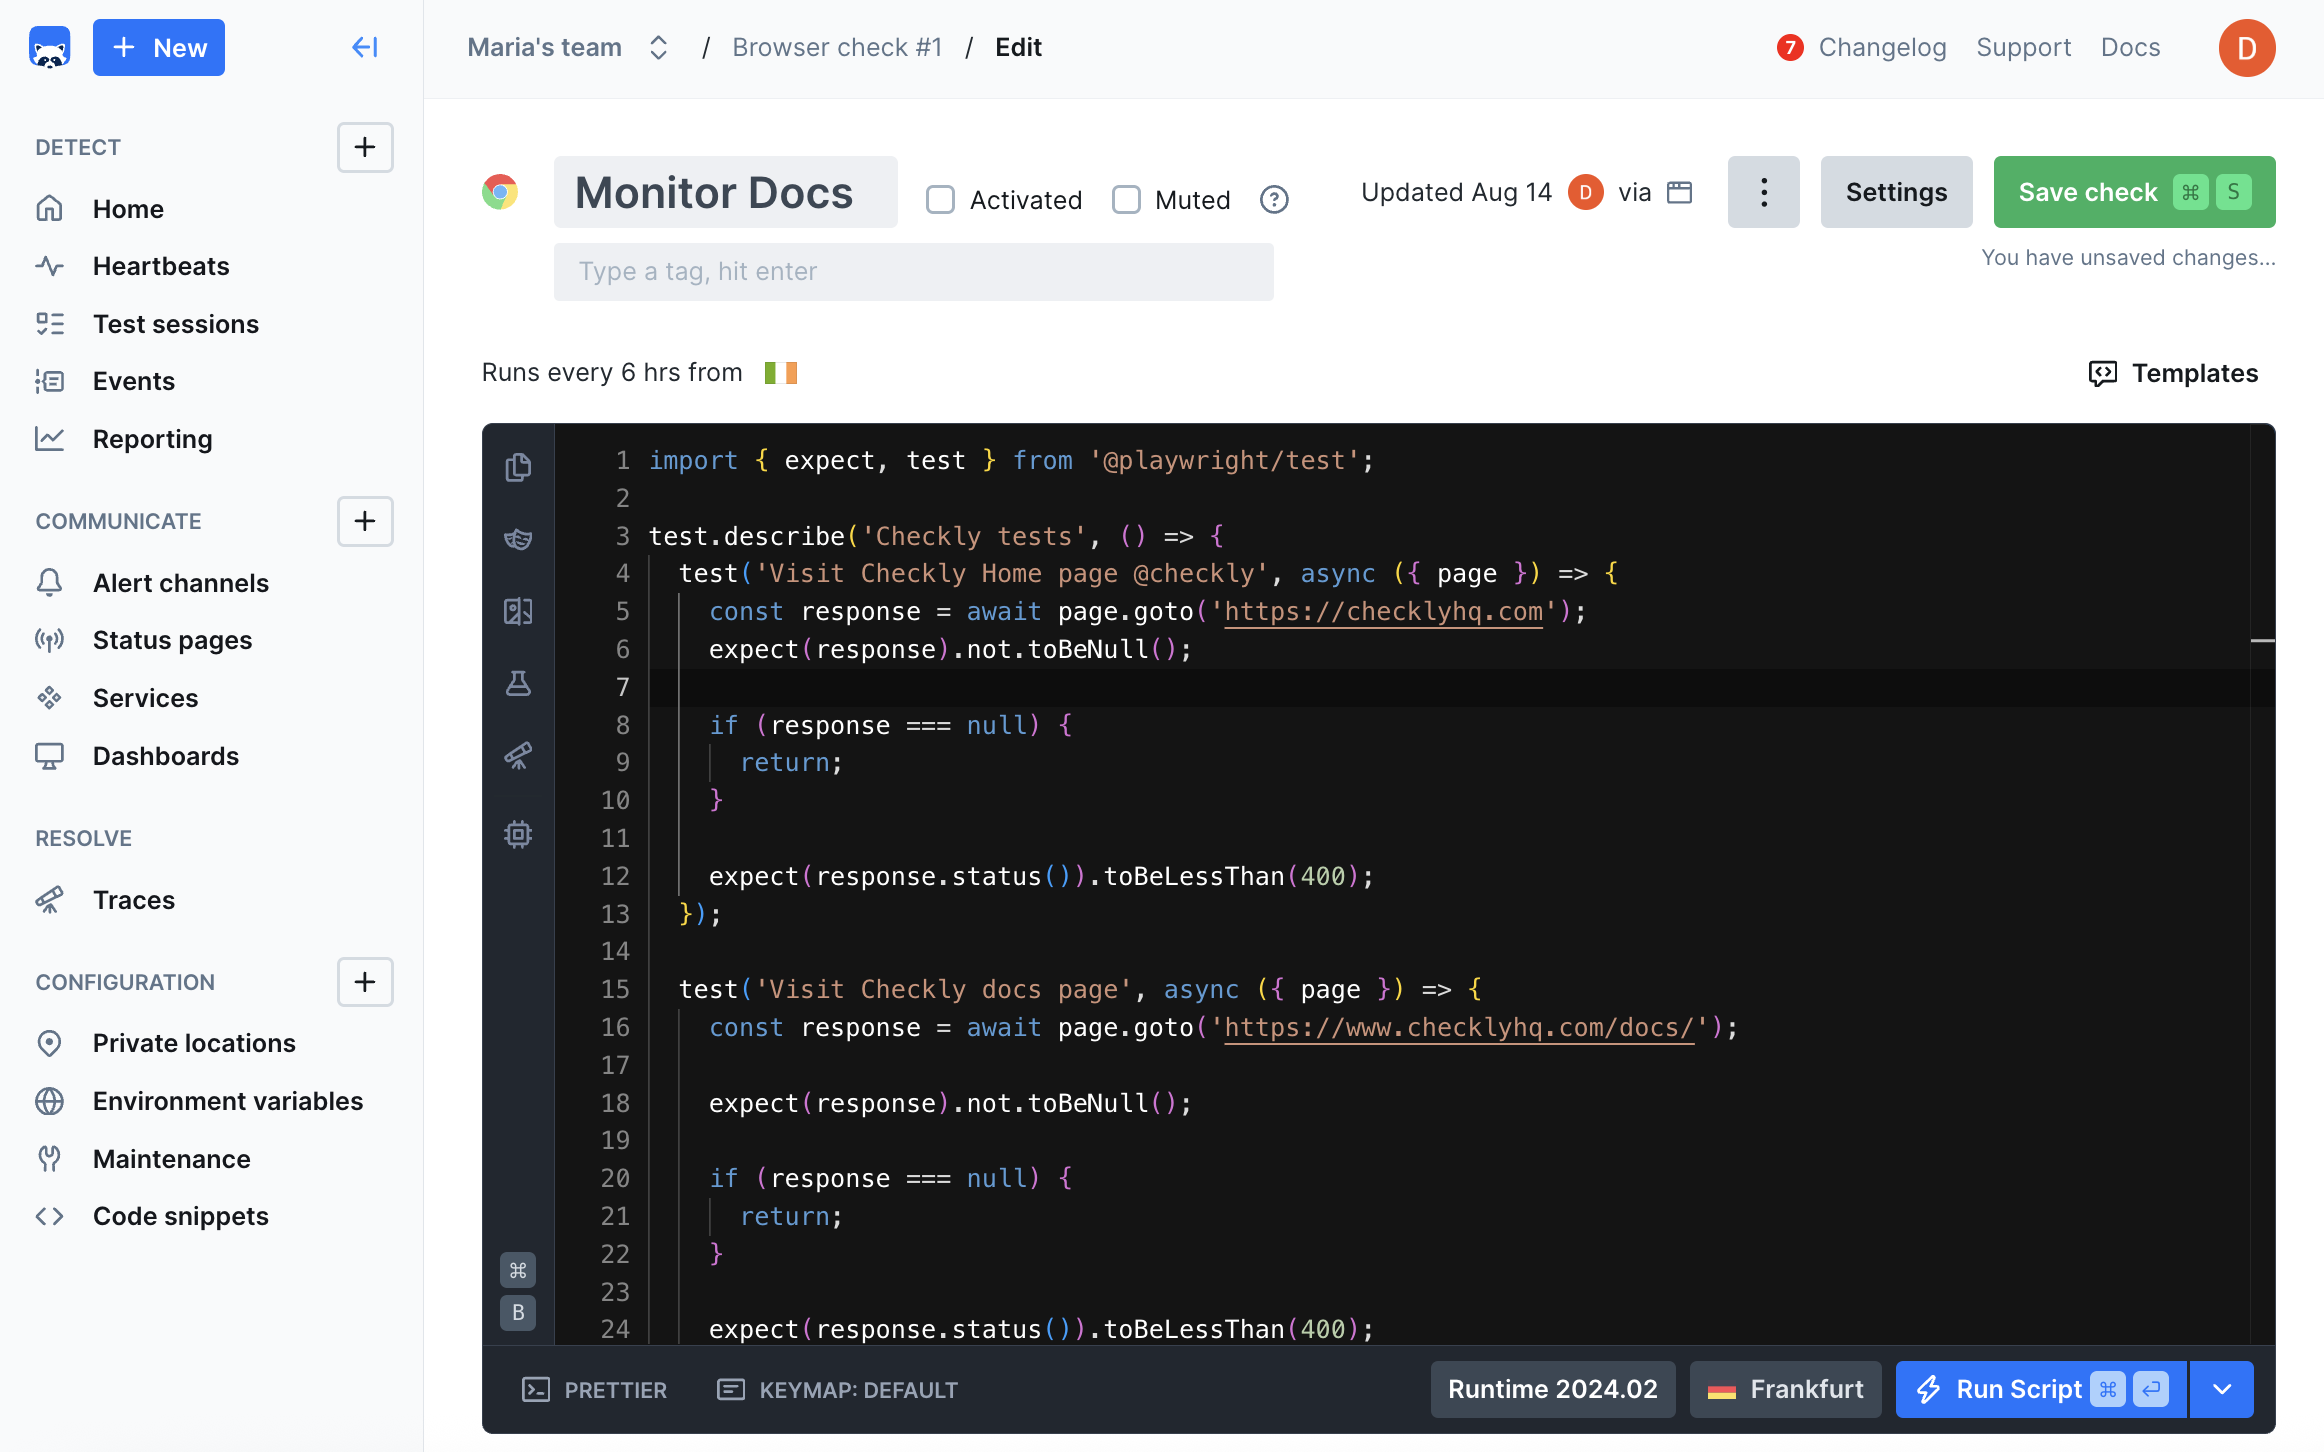 New
Maria's team / Browser check #1 / Edit
7 Changelog Support Docs D
DETECT
Home
Heartbeats
Test sessions
Events
Reporting
COMMUNICATE
Alert channels
Status pages
Services
Dashboards
RESOLVE
Traces
CONFIGURATION
Private locations
Environment variables
Maintenance
Code snippets
Monitor Docs
Activated Muted ?
Updated Aug 14 D via
Settings
Save check ⌘ S
You have unsaved changes...
Type a tag, hit enter
Runs every 6 hrs from
Templates
1 import { expect, test } from '@playwright/test';
2
3 test.describe('Checkly tests', () => {
4 test('Visit Checkly Home page @checkly', async ({ page }) => {
5 const response = await page.goto('https://checklyhq.com');
6 expect(response).not.toBeNull();
7
8 if (response === null) {
9 return;
10 }
11
12 expect(response.status()).toBeLessThan(400);
13 });
14
15 test('Visit Checkly docs page', async ({ page }) => {
16 const response = await page.goto('https://www.checklyhq.com/docs/');
17
18 expect(response).not.toBeNull();
19
20 if (response === null) {
21 return;
22 }
23
24 expect(response.status()).toBeLessThan(400);
⌘
B
PRETTIER
KEYMAP: DEFAULT
Runtime 2024.02
Frankfurt
Run Script ⌘ ↵